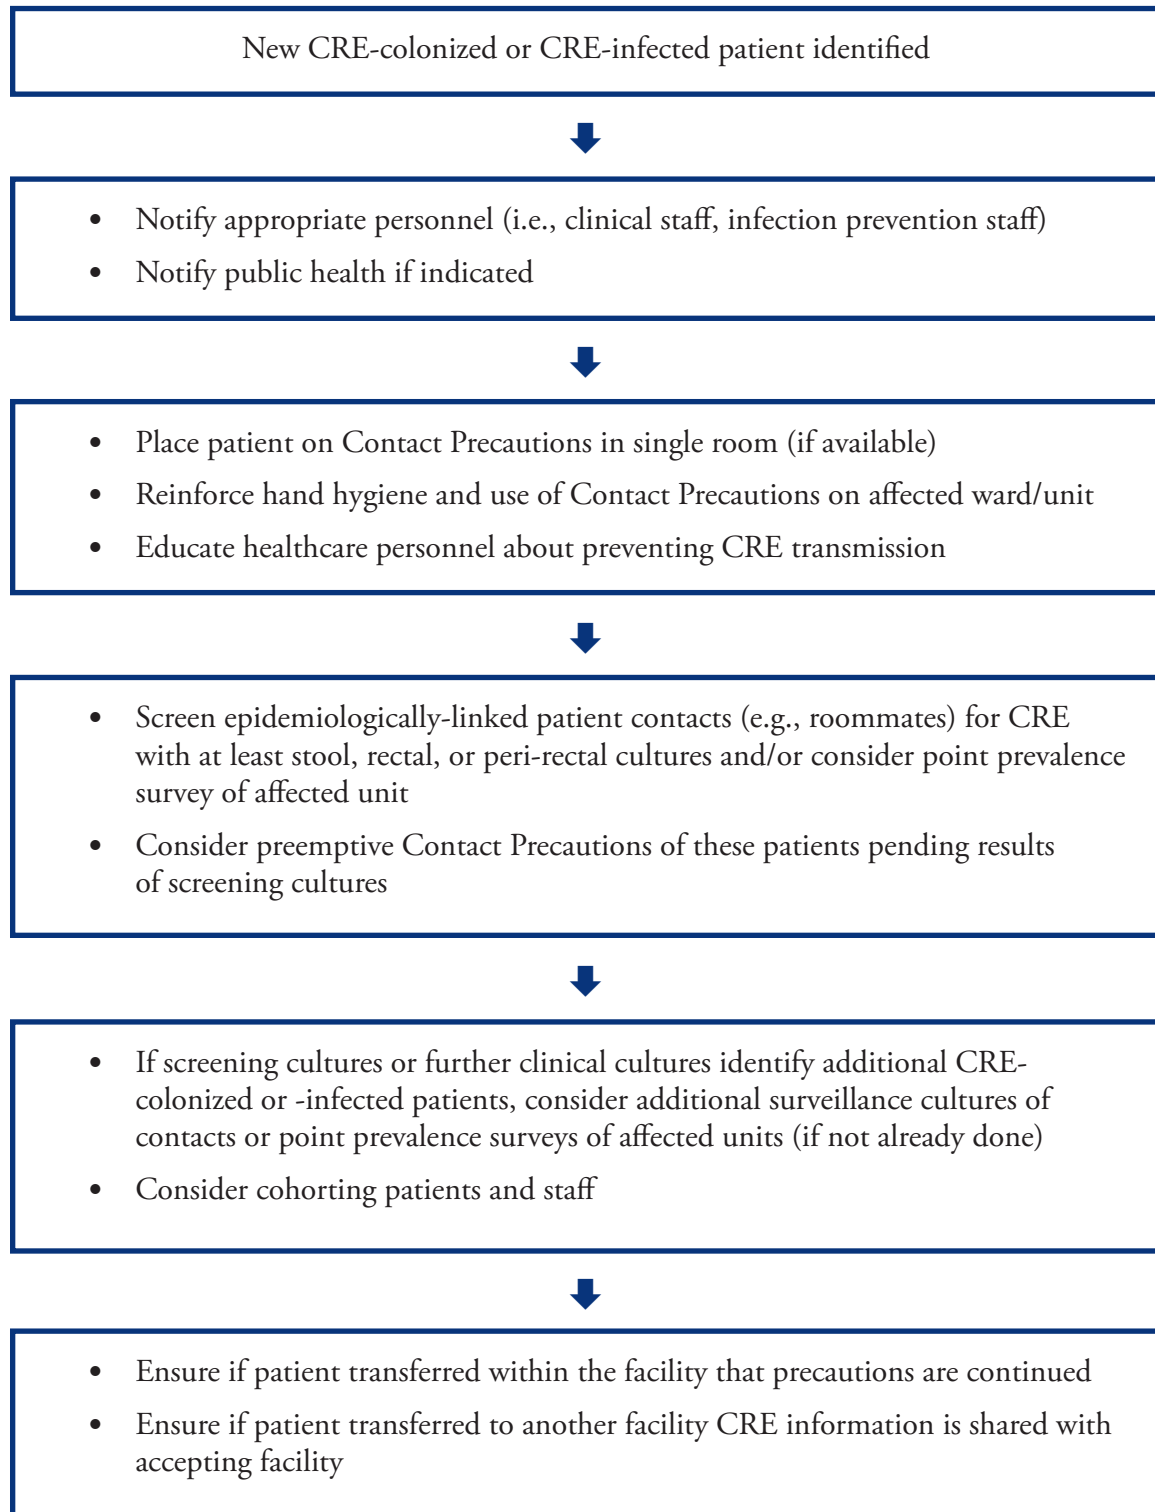 New CRE-colonized or CRE-infected patient identified
• Notify appropriate personnel (i.e., clinical staff, infection prevention staff)
• Notify public health if indicated
• Place patient on Contact Precautions in single room (if available)
• Reinforce hand hygiene and use of Contact Precautions on affected ward/unit
• Educate healthcare personnel about preventing CRE transmission
• Screen epidemiologically-linked patient contacts (e.g., roommates) for CRE
with at least stool, rectal, or peri-rectal cultures and/or consider point prevalence
survey of affected unit
• Consider preemptive Contact Precautions of these patients pending results
of screening cultures
• If screening cultures or further clinical cultures identify additional CRE-
colonized or -infected patients, consider additional surveillance cultures of
contacts or point prevalence surveys of affected units (if not already done)
• Consider cohorting patients and staff
• Ensure if patient transferred within the facility that precautions are continued
• Ensure if patient transferred to another facility CRE information is shared with
accepting facility